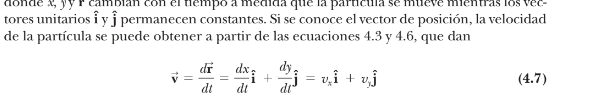 donde x, y y r⃗ cambian con el tiempo a medida que la partícula se mueve mientras los vec-
tores unitarios î y ĵ permanecen constantes. Si se conoce el vector de posición, la velocidad
de la partícula se puede obtener a partir de las ecuaciones 4.3 y 4.6, que dan
v⃗ = dr⃗/dt = dx/dt î + dy/dt ĵ = vₓî + v_yĵ (4.7)